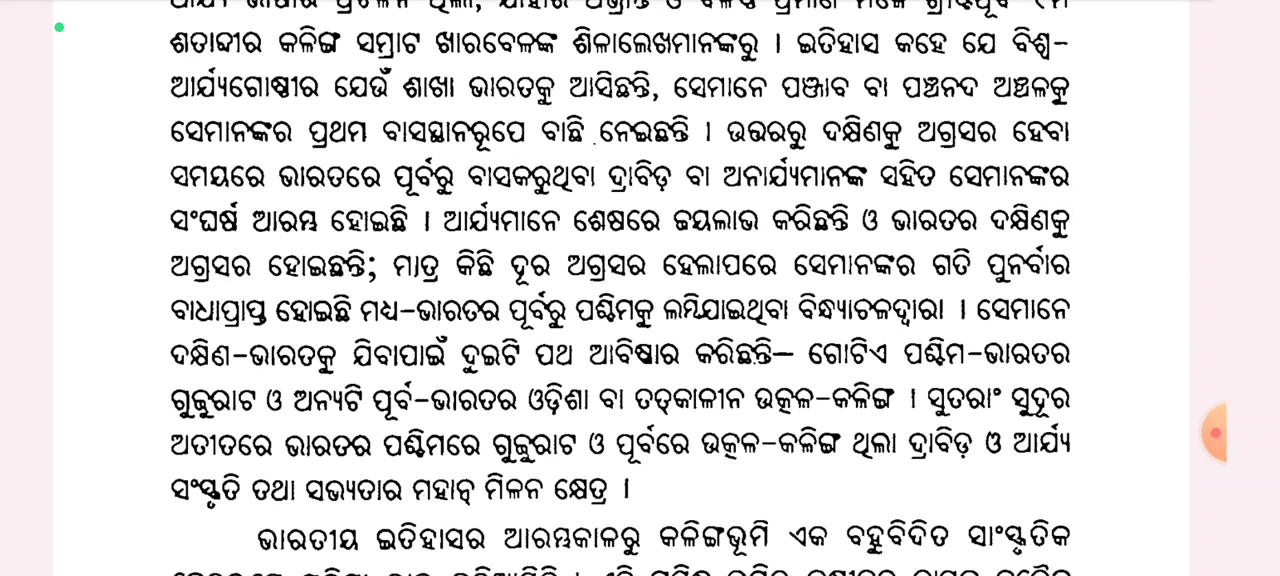 ଶତାବ୍ଦୀର କଳିଙ୍ଗ ସମ୍ରାଟ ଖାରବେଳଙ୍କ ଶିଳାଲେଖମାନଙ୍କରୁ । ଇତିହାସ କହେ ଯେ ବିଶ୍ୱ-
ଆର୍ଯ୍ୟଗୋଷ୍ଠୀର ଯେଉଁ ଶାଖା ଭାରତକୁ ଆସିଛନ୍ତି, ସେମାନେ ପଞ୍ଜାବ ବା ପଞ୍ଚନଦ ଅଞ୍ଚଳକୁ
ସେମାନଙ୍କର ପ୍ରଥମ ବାସସ୍ଥାନରୂପେ ବାଛି ନେଇଛନ୍ତି । ଉତ୍ତରରୁ ଦକ୍ଷିଣକୁ ଅଗ୍ରସର ହେବା
ସମୟରେ ଭାରତରେ ପୂର୍ବରୁ ବାସକରୁଥିବା ଦ୍ରାବିଡ଼ ବା ଅନାର୍ଯ୍ୟମାନଙ୍କ ସହିତ ସେମାନଙ୍କର
ସଂଘର୍ଷ ଆରମ୍ଭ ହୋଇଛି । ଆର୍ଯ୍ୟମାନେ ଶେଷରେ ଜୟଲାଭ କରିଛନ୍ତି ଓ ଭାରତର ଦକ୍ଷିଣକୁ
ଅଗ୍ରସର ହୋଇଛନ୍ତି; ମାତ୍ର କିଛି ଦୂର ଅଗ୍ରସର ହେଲାପରେ ସେମାନଙ୍କର ଗତି ପୁନର୍ବାର
ବାଧାପ୍ରାପ୍ତ ହୋଇଛି ମଧ୍ୟ-ଭାରତର ପୂର୍ବରୁ ପଶ୍ଚିମକୁ ଲମ୍ବିଯାଇଥିବା ବିନ୍ଧ୍ୟାଚଳଦ୍ୱାରା । ସେମାନେ
ଦକ୍ଷିଣ-ଭାରତକୁ ଯିବାପାଇଁ ଦୁଇଟି ପଥ ଆବିଷ୍କାର କରିଛନ୍ତି— ଗୋଟିଏ ପଶ୍ଚିମ-ଭାରତର
ଗୁଜୁରାଟ ଓ ଅନ୍ୟଟି ପୂର୍ବ-ଭାରତର ଓଡ଼ିଶା ବା ତତ୍କାଳୀନ ଉତ୍କଳ-କଳିଙ୍ଗ । ସୁତରାଂ ସୁଦୂର
ଅତୀତରେ ଭାରତର ପଶ୍ଚିମରେ ଗୁଜୁରାଟ ଓ ପୂର୍ବରେ ଉତ୍କଳ-କଳିଙ୍ଗ ଥିଲା ଦ୍ରାବିଡ଼ ଓ ଆର୍ଯ୍ୟ
ସଂସ୍କୃତି ତଥା ସଭ୍ୟତାର ମହାନ୍ ମିଳନ କ୍ଷେତ୍ର ।
ଭାରତୀୟ ଇତିହାସର ଆରମ୍ଭକାଳରୁ କଳିଙ୍ଗଭୂମି ଏକ ବହୁବିଦିତ ସାଂସ୍କୃତିକ